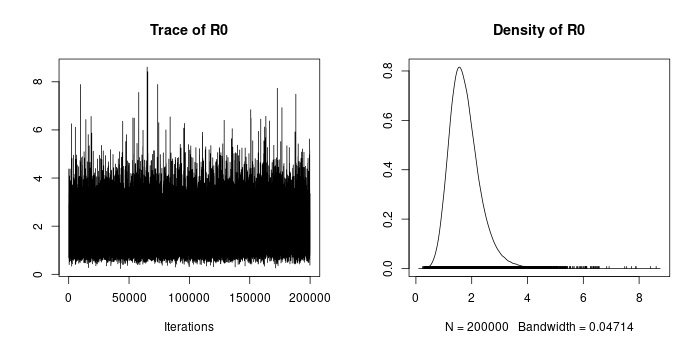 Trace of R0
8
6
4
2
0
0 50000 100000 150000 200000
Iterations
Density of R0
0.8
0.6
0.4
0.2
0.0
0 2 4 6 8
N = 200000 Bandwidth = 0.04714